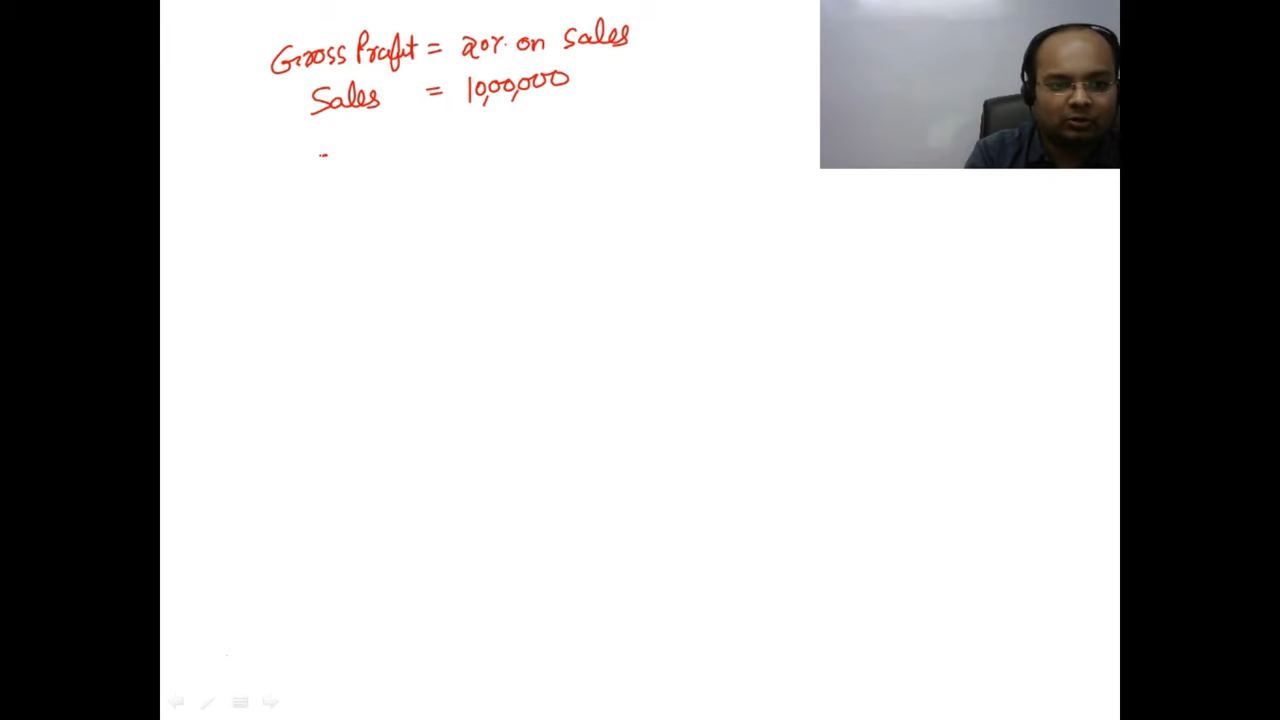 Gross Profit = 20% on sales
Sales = 10,00,000